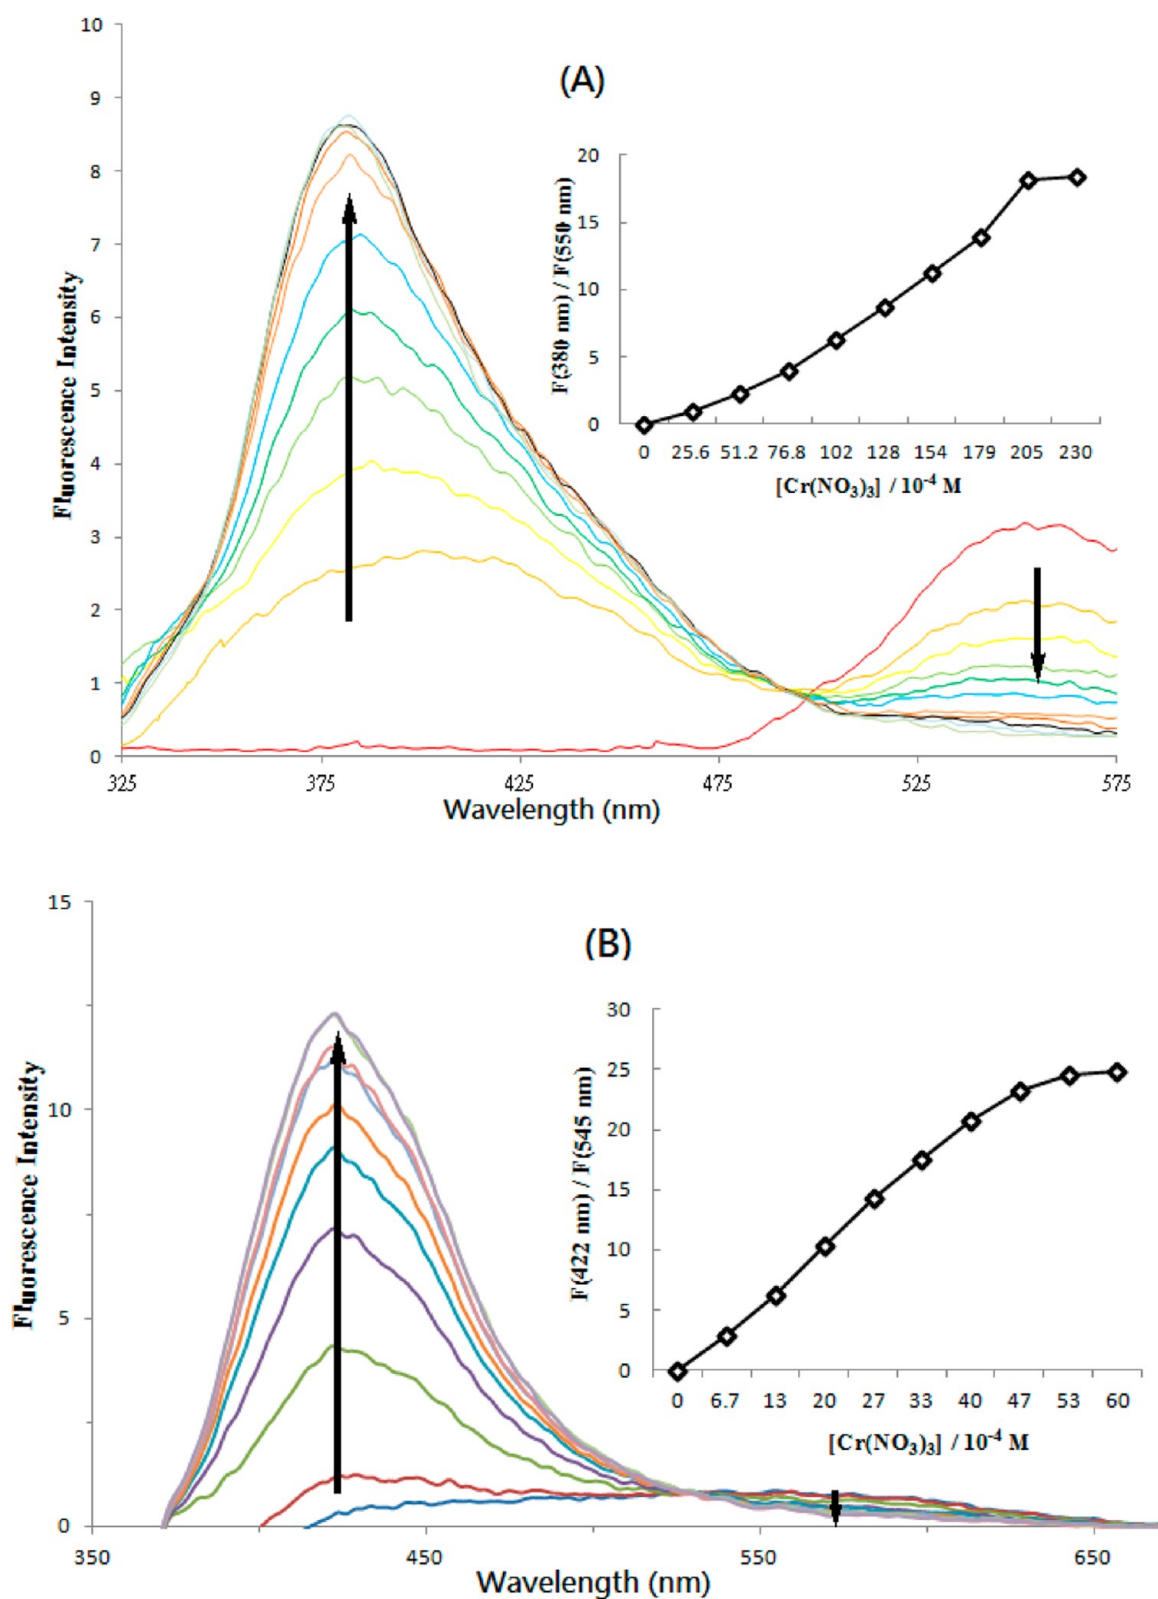 (A)
10
9
8
7
6
5
4
3
2
1
0
Fluorescence Intensity
325 375 425 475 525 575
Wavelength (nm)
20
15
10
5
0
F(380 nm) / F(550 nm)
0 25.6 51.2 76.8 102 128 154 179 205 230
[Cr(NO₃)₃] / 10⁻⁴ M
(B)
15
10
5
0
Fluorescence Intensity
350 450 550 650
Wavelength (nm)
30
25
20
15
10
5
0
F(422 nm) / F(545 nm)
0 6.7 13 20 27 33 40 47 53 60
[Cr(NO₃)₃] / 10⁻⁴ M